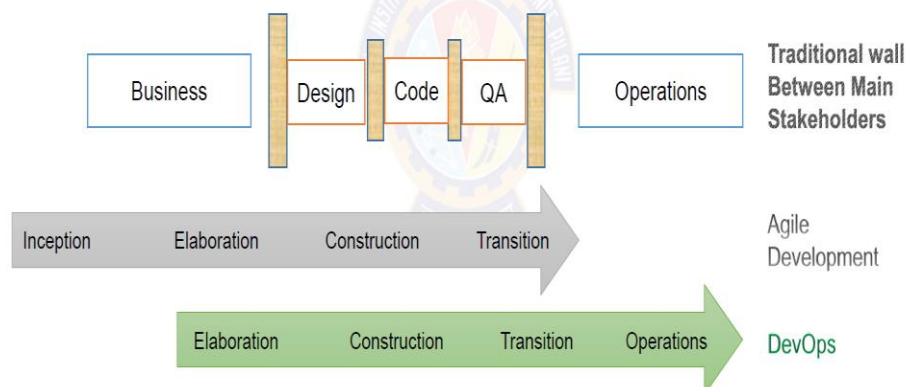 Business
Design
Code
QA
Operations
Traditional wall
Between Main
Stakeholders
Inception
Elaboration
Construction
Transition
Agile
Development
Elaboration
Construction
Transition
Operations
DevOps